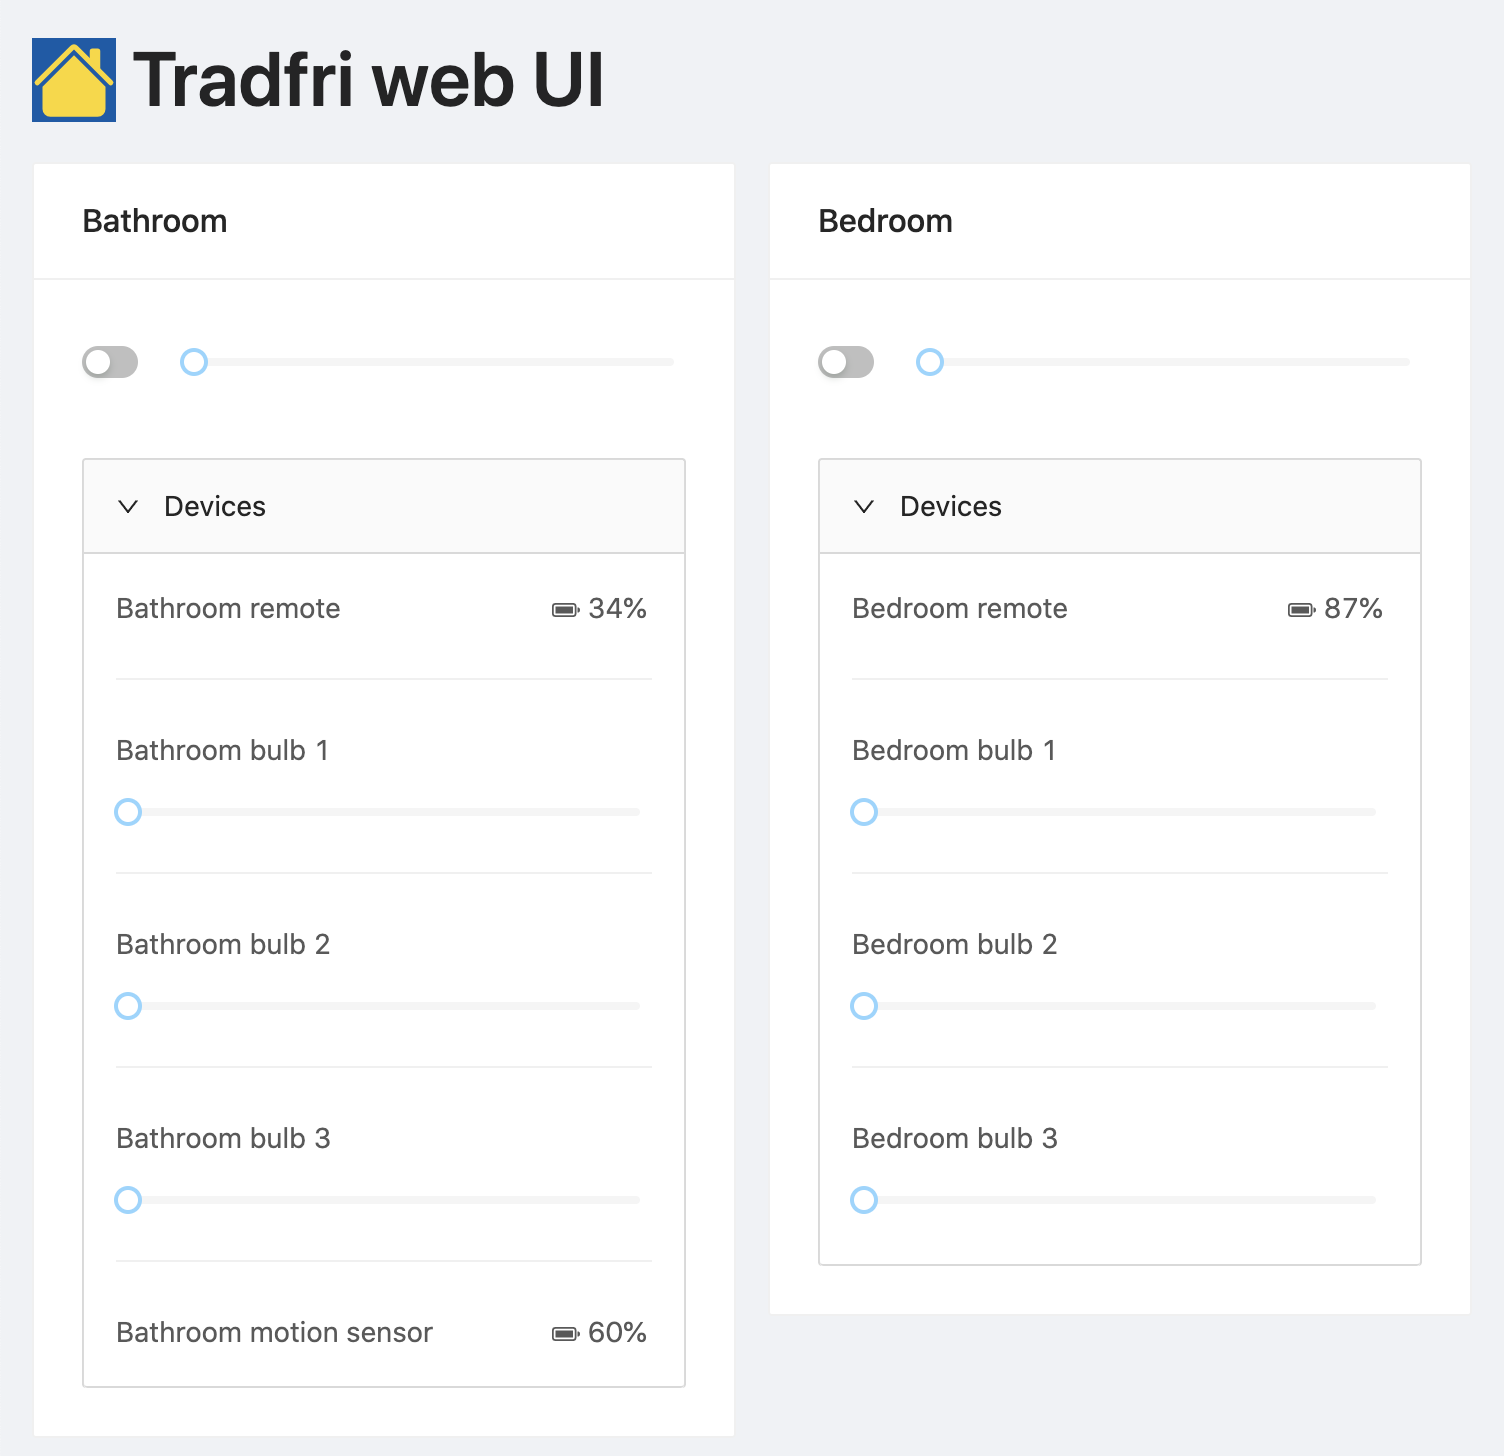 Tradfri web UI
Bathroom
Devices
Bathroom remote 34%
Bathroom bulb 1
Bathroom bulb 2
Bathroom bulb 3
Bathroom motion sensor 60%
Bedroom
Devices
Bedroom remote 87%
Bedroom bulb 1
Bedroom bulb 2
Bedroom bulb 3